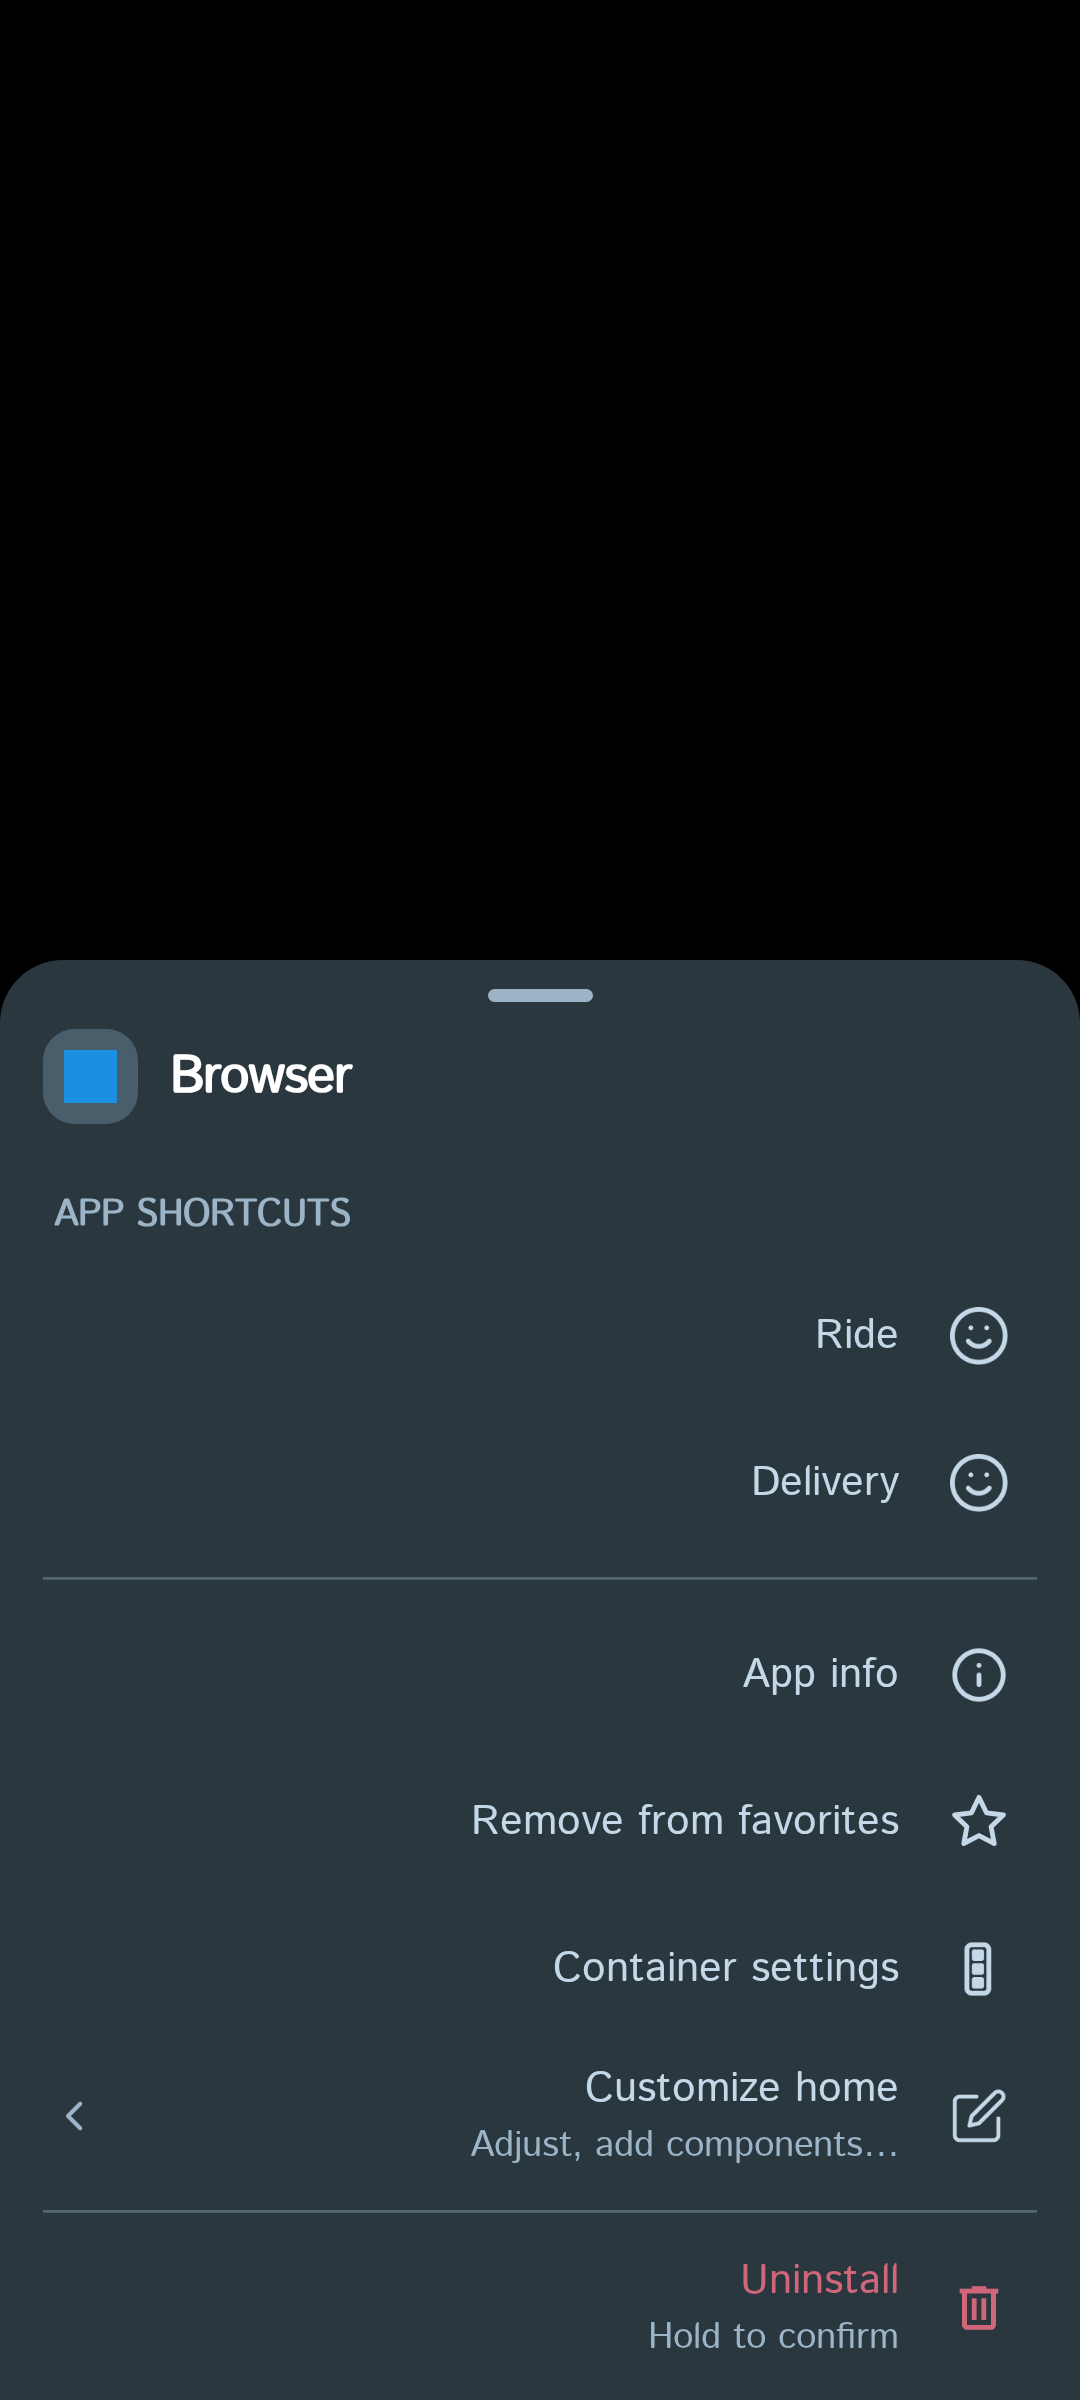 Browser
APP SHORTCUTS
Ride
Delivery
App info
Remove from favorites
Container settings
Customize home
Adjust, add components...
Uninstall
Hold to confirm